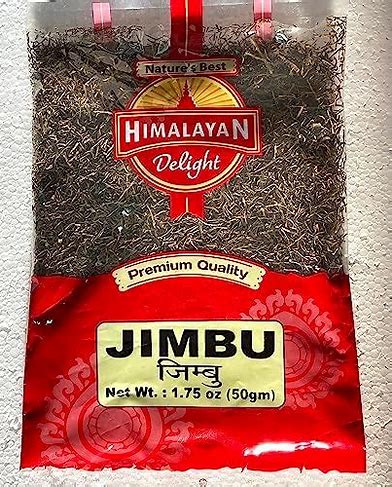 Nature's Best
HIMALAYAN
Delight
Premium Quality
JIMBU
जिम्बु
Net Wt. : 1.75 oz (50gm)